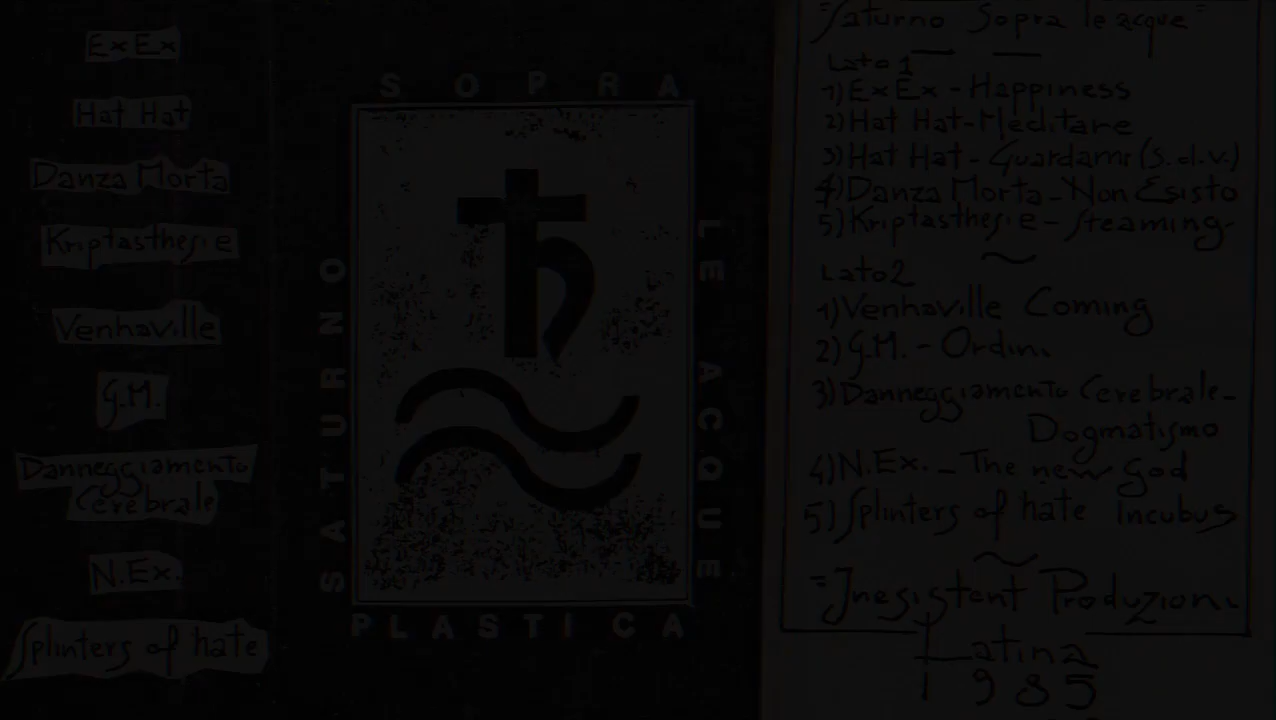 Ex Ex
Hat Hat
Danza Morta
Kriptasthesie
Venhaville
G.M.
Danneggiamento
Cerebrale
N.Ex.
Splinters of hate
SOPRA
SATURNO
LE ACQUE
PLASTICA
"Saturno Sopra le acque"
Lato 1
1) Ex Ex - Happiness
2) Hat Hat - Meditare
3) Hat Hat - Guardami (s.d.v.)
4) Danza Morta - Non Esisto
5) Kriptasthesie - Steaming-
Lato 2
1) Venhaville Coming
2) G.M. - Ordini
3) Danneggiamento Cerebrale -
Dogmatismo
4) N.Ex. - The new God
5) Splinters of hate Incubus
=Inesistent Produzioni
Latina
1985